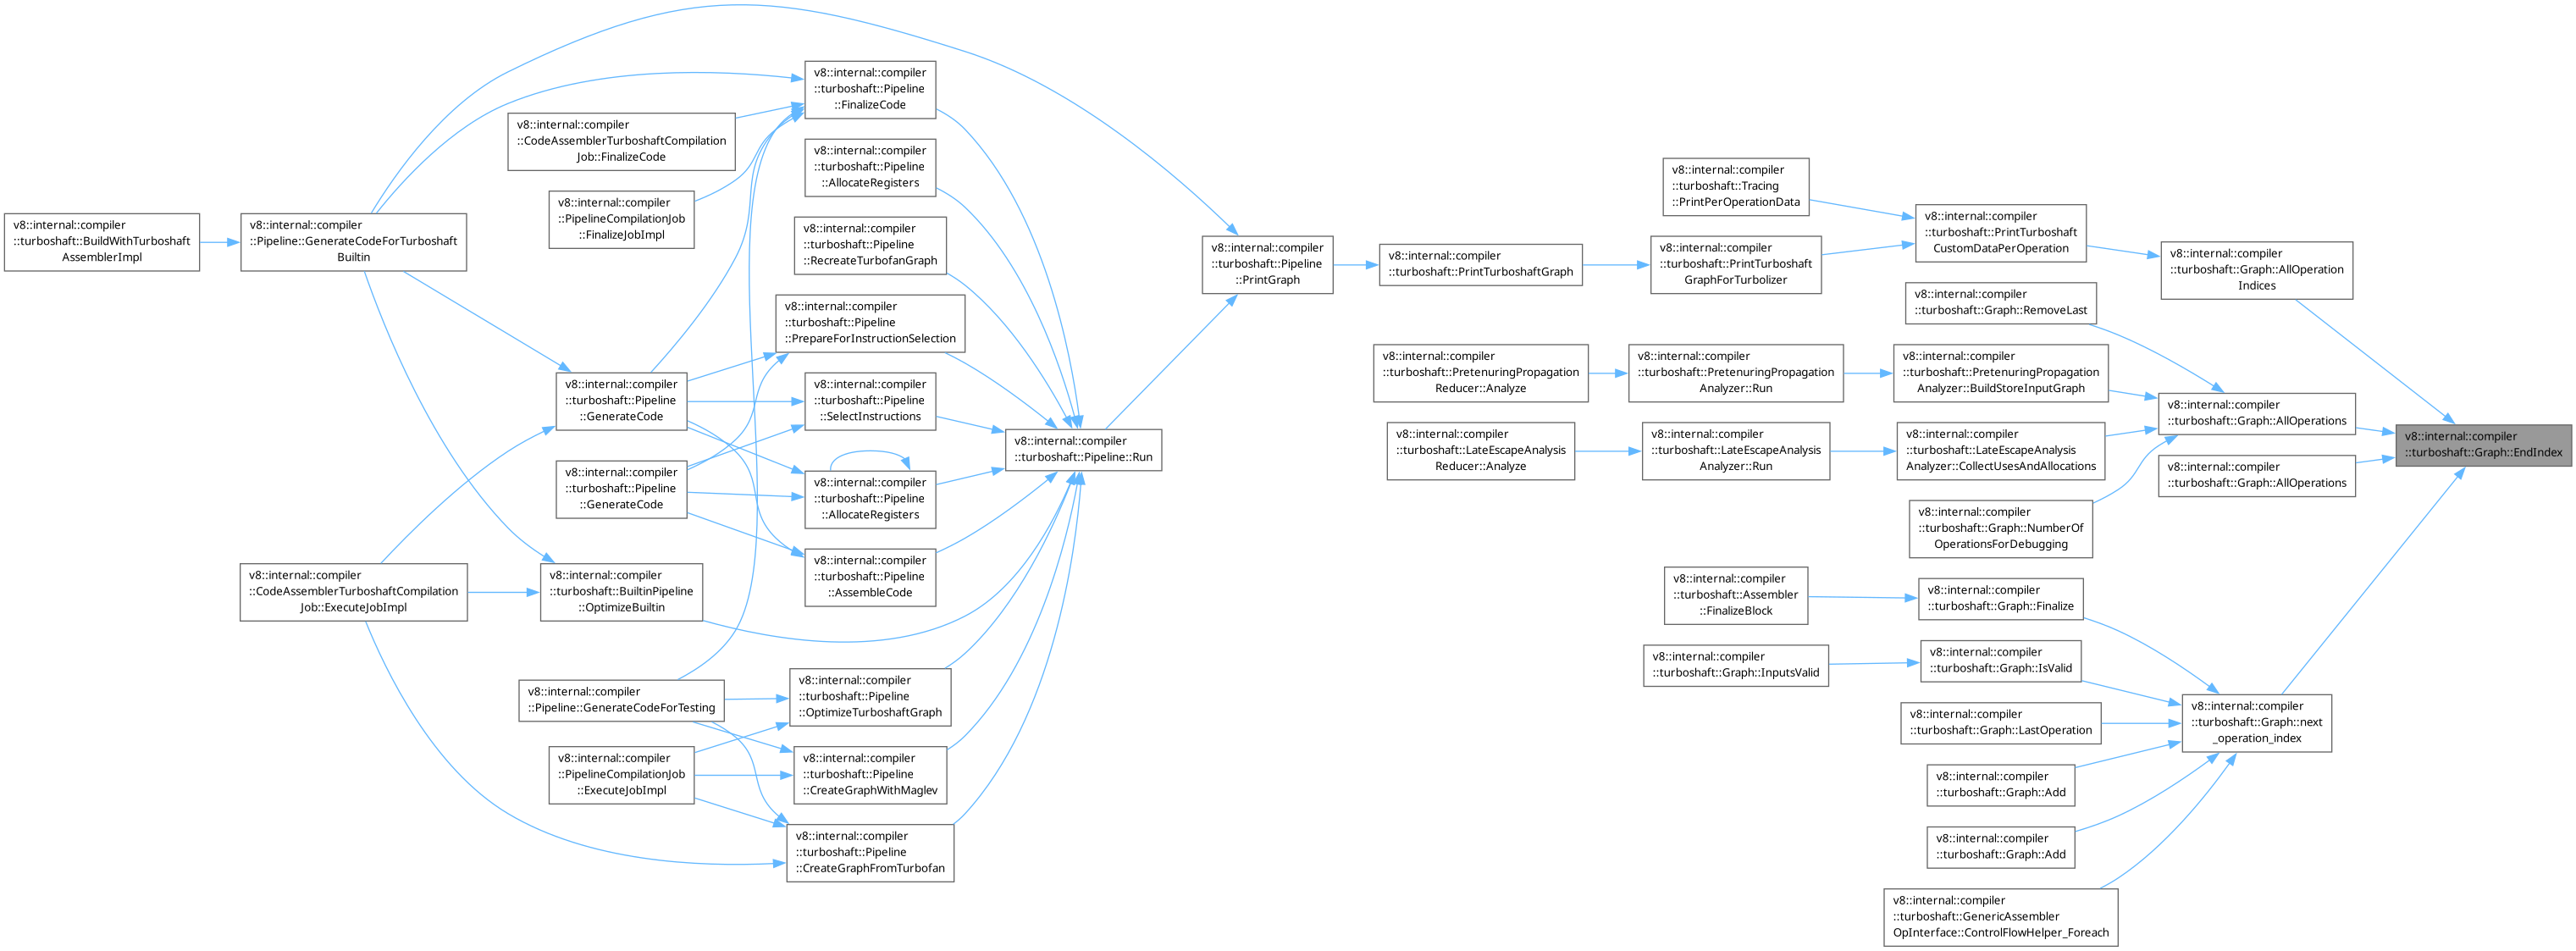 v8::internal::compiler
::turboshaft::BuildWithTurboshaft
AssemblerImpl
v8::internal::compiler
::Pipeline::GenerateCodeForTurboshaft
Builtin
v8::internal::compiler
::CodeAssemblerTurboshaftCompilation
Job::ExecuteJobImpl
v8::internal::compiler
::CodeAssemblerTurboshaftCompilation
Job::FinalizeCode
v8::internal::compiler
::PipelineCompilationJob
::FinalizeJobImpl
v8::internal::compiler
::turboshaft::Pipeline
::GenerateCode
v8::internal::compiler
::turboshaft::Pipeline
::GenerateCode
v8::internal::compiler
::turboshaft::BuiltinPipeline
::OptimizeBuiltin
v8::internal::compiler
::Pipeline::GenerateCodeForTesting
v8::internal::compiler
::PipelineCompilationJob
::ExecuteJobImpl
v8::internal::compiler
::turboshaft::Pipeline
::FinalizeCode
v8::internal::compiler
::turboshaft::Pipeline
::AllocateRegisters
v8::internal::compiler
::turboshaft::Pipeline
::RecreateTurbofanGraph
v8::internal::compiler
::turboshaft::Pipeline
::PrepareForInstructionSelection
v8::internal::compiler
::turboshaft::Pipeline
::SelectInstructions
v8::internal::compiler
::turboshaft::Pipeline
::AllocateRegisters
v8::internal::compiler
::turboshaft::Pipeline
::AssembleCode
v8::internal::compiler
::turboshaft::Pipeline
::OptimizeTurboshaftGraph
v8::internal::compiler
::turboshaft::Pipeline
::CreateGraphWithMaglev
v8::internal::compiler
::turboshaft::Pipeline
::CreateGraphFromTurbofan
v8::internal::compiler
::turboshaft::Pipeline::Run
v8::internal::compiler
::turboshaft::Pipeline
::PrintGraph
v8::internal::compiler
::turboshaft::PrintTurboshaftGraph
v8::internal::compiler
::turboshaft::PretenuringPropagation
Reducer::Analyze
v8::internal::compiler
::turboshaft::LateEscapeAnalysis
Reducer::Analyze
v8::internal::compiler
::turboshaft::Tracing
::PrintPerOperationData
v8::internal::compiler
::turboshaft::PrintTurboshaft
GraphForTurbolizer
v8::internal::compiler
::turboshaft::PretenuringPropagation
Analyzer::Run
v8::internal::compiler
::turboshaft::LateEscapeAnalysis
Analyzer::Run
v8::internal::compiler
::turboshaft::Assembler
::FinalizeBlock
v8::internal::compiler
::turboshaft::Graph::InputsValid
v8::internal::compiler
::turboshaft::PrintTurboshaft
CustomDataPerOperation
v8::internal::compiler
::turboshaft::Graph::RemoveLast
v8::internal::compiler
::turboshaft::PretenuringPropagation
Analyzer::BuildStoreInputGraph
v8::internal::compiler
::turboshaft::LateEscapeAnalysis
Analyzer::CollectUsesAndAllocations
v8::internal::compiler
::turboshaft::Graph::NumberOf
OperationsForDebugging
v8::internal::compiler
::turboshaft::Graph::Finalize
v8::internal::compiler
::turboshaft::Graph::IsValid
v8::internal::compiler
::turboshaft::Graph::LastOperation
v8::internal::compiler
::turboshaft::Graph::Add
v8::internal::compiler
::turboshaft::Graph::Add
v8::internal::compiler
::turboshaft::GenericAssembler
OpInterface::ControlFlowHelper_Foreach
v8::internal::compiler
::turboshaft::Graph::AllOperation
Indices
v8::internal::compiler
::turboshaft::Graph::AllOperations
v8::internal::compiler
::turboshaft::Graph::AllOperations
v8::internal::compiler
::turboshaft::Graph::next
_operation_index
v8::internal::compiler
::turboshaft::Graph::EndIndex